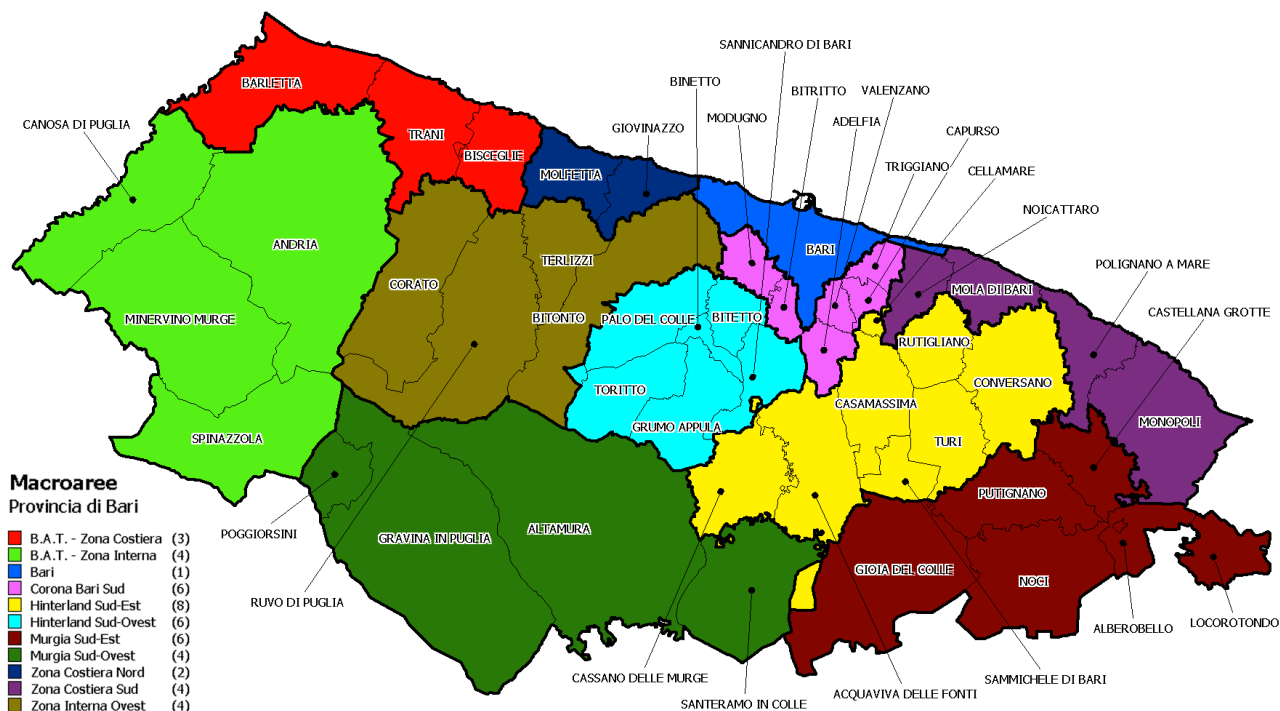 SANNICANDRO DI BARI
BINETTO
BITRITTO
VALENZANO
BARLETTA
MODUGNO
CANOSA DI PUGLIA
GIOVINAZZO
ADELFIA
CAPURSO
TRANI
BISCEGLIE
TRIGGIANO
CELLAMARE
MOLFETTA
NOICATTARO
ANDRIA
BARI
TERLIZZI
POLIGNANO A MARE
CORATO
MOLA DI BARI
CASTELLANA GROTTE
MINERVINO MURGE
BITONTO
PALO DEL COLLE
BITETTO
RUTIGLIANO
CONVERSANO
TORITTO
CASAMASSIMA
MONOPOLI
GRUMO APPULA
TURI
SPINAZZOLA
PUTIGNANO
POGGIORSINI
GRAVINA IN PUGLIA
ALTAMURA
GIOIA DEL COLLE
NOCI
RUVO DI PUGLIA
ALBEROBELLO
LOCOROTONDO
CASSANO DELLE MURGE
SANTERAMO IN COLLE
ACQUAVIVA DELLE FONTI
SAMMICHELE DI BARI
Macroaree
Provincia di Bari
B.A.T. - Zona Costiera (3)
B.A.T. - Zona Interna (4)
Bari (1)
Corona Bari Sud (6)
Hinterland Sud-Est (8)
Hinterland Sud-Ovest (6)
Murgia Sud-Est (6)
Murgia Sud-Ovest (4)
Zona Costiera Nord (2)
Zona Costiera Sud (4)
Zona Interna Ovest (4)